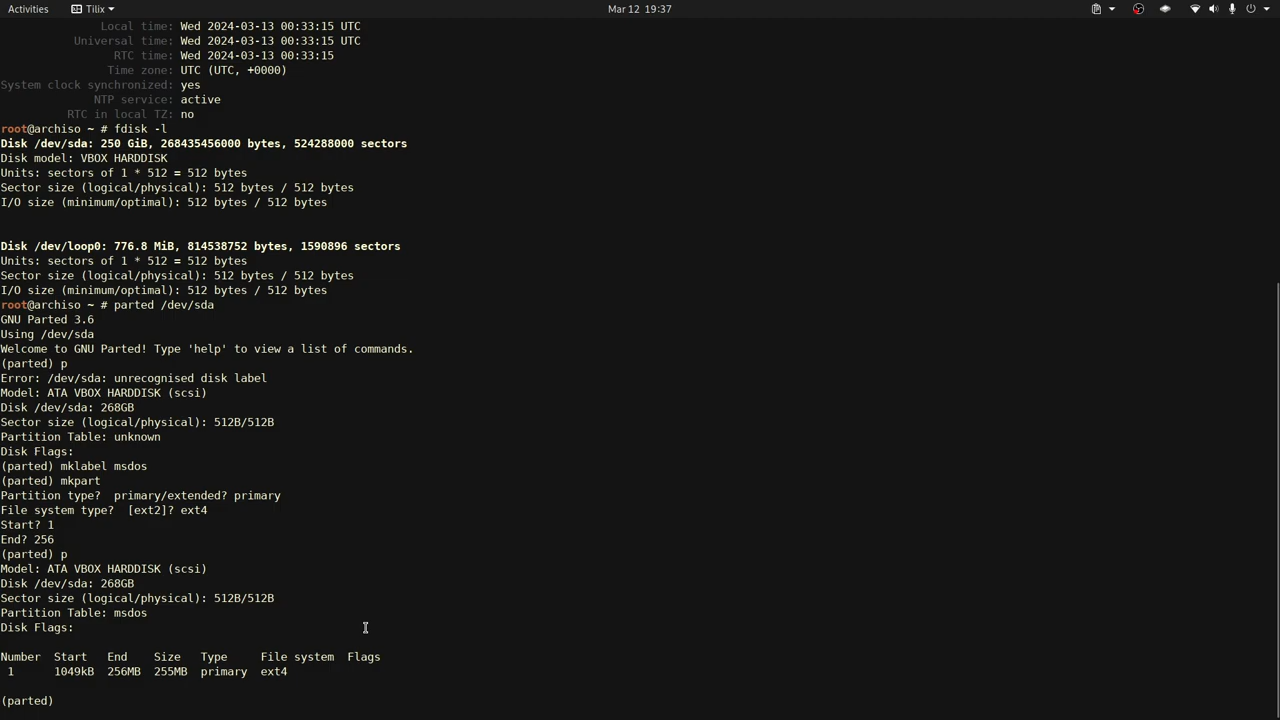 Activities
Tilix
Mar 12 19:37
Local time: Wed 2024-03-13 00:33:15 UTC
Universal time: Wed 2024-03-13 00:33:15 UTC
RTC time: Wed 2024-03-13 00:33:15
Time zone: UTC (UTC, +0000)
System clock synchronized: yes
NTP service: active
RTC in local TZ: no
root@archiso ~ # fdisk -l
Disk /dev/sda: 250 GiB, 268435456000 bytes, 524288000 sectors
Disk model: VBOX HARDDISK
Units: sectors of 1 * 512 = 512 bytes
Sector size (logical/physical): 512 bytes / 512 bytes
I/O size (minimum/optimal): 512 bytes / 512 bytes
Disk /dev/loop0: 776.8 MiB, 814538752 bytes, 1590896 sectors
Units: sectors of 1 * 512 = 512 bytes
Sector size (logical/physical): 512 bytes / 512 bytes
I/O size (minimum/optimal): 512 bytes / 512 bytes
root@archiso ~ # parted /dev/sda
GNU Parted 3.6
Using /dev/sda
Welcome to GNU Parted! Type 'help' to view a list of commands.
(parted) p
Error: /dev/sda: unrecognised disk label
Model: ATA VBOX HARDDISK (scsi)
Disk /dev/sda: 268GB
Sector size (logical/physical): 512B/512B
Partition Table: unknown
Disk Flags:
(parted) mklabel msdos
(parted) mkpart
Partition type?  primary/extended? primary
File system type?  [ext2]? ext4
Start? 1
End? 256
(parted) p
Model: ATA VBOX HARDDISK (scsi)
Disk /dev/sda: 268GB
Sector size (logical/physical): 512B/512B
Partition Table: msdos
Disk Flags:
Number  Start   End    Size   Type     File system  Flags
1      1049kB  256MB  255MB  primary  ext4
(parted)